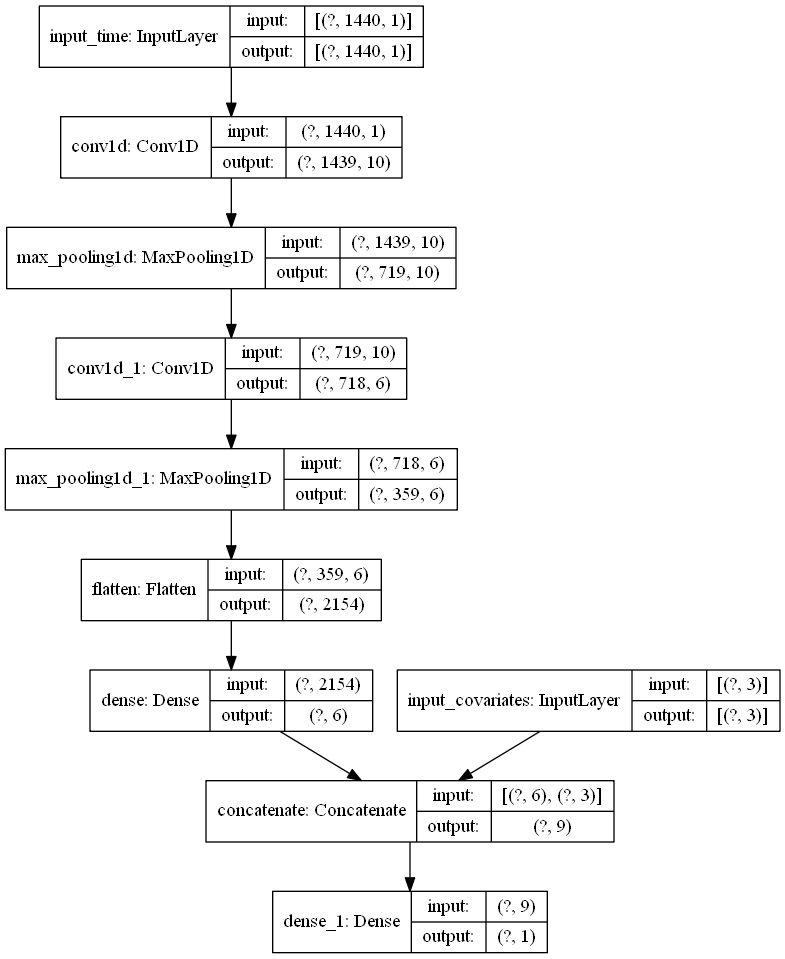 input_time: InputLayer
input: [(?, 1440, 1)]
output: [(?, 1440, 1)]
conv1d: Conv1D
input: (?, 1440, 1)
output: (?, 1439, 10)
max_pooling1d: MaxPooling1D
input: (?, 1439, 10)
output: (?, 719, 10)
conv1d_1: Conv1D
input: (?, 719, 10)
output: (?, 718, 6)
max_pooling1d_1: MaxPooling1D
input: (?, 718, 6)
output: (?, 359, 6)
flatten: Flatten
input: (?, 359, 6)
output: (?, 2154)
dense: Dense
input: (?, 2154)
output: (?, 6)
input_covariates: InputLayer
input: [(?, 3)]
output: [(?, 3)]
concatenate: Concatenate
input: [(?, 6), (?, 3)]
output: (?, 9)
dense_1: Dense
input: (?, 9)
output: (?, 1)